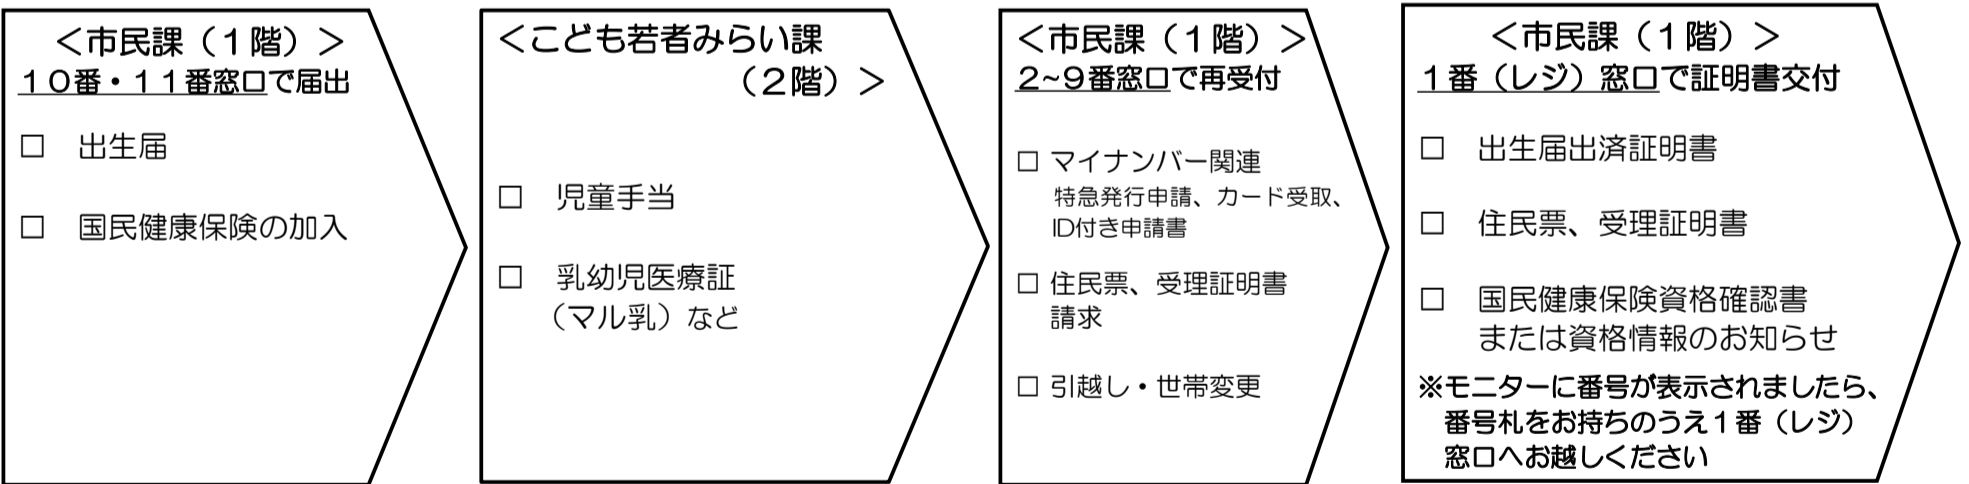 ＜市民課（１階）＞
１０番・１１番窓口で届出
□ 出生届
□ 国民健康保険の加入
＜こども若者みらい課
（２階）＞
□ 児童手当
□ 乳幼児医療証
（マル乳）など
＜市民課（１階）＞
２~９番窓口で再受付
□ マイナンバー関連
特急発行申請、カード受取、
ID付き申請書
□ 住民票、受理証明書
請求
□ 引越し・世帯変更
＜市民課（１階）＞
１番（レジ）窓口で証明書交付
□ 出生届出済証明書
□ 住民票、受理証明書
□ 国民健康保険資格確認書
または資格情報のお知らせ
※モニターに番号が表示されましたら、
番号札をお持ちのうえ１番（レジ）
窓口へお越しください